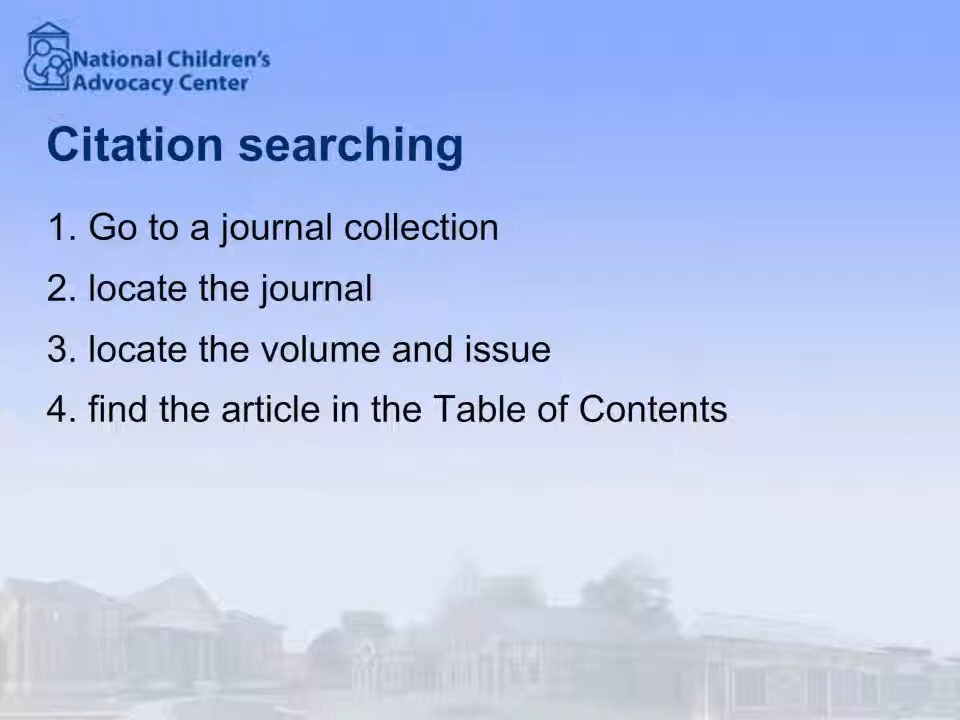 National Children's
Advocacy Center
Citation searching
1. Go to a journal collection
2. locate the journal
3. locate the volume and issue
4. find the article in the Table of Contents